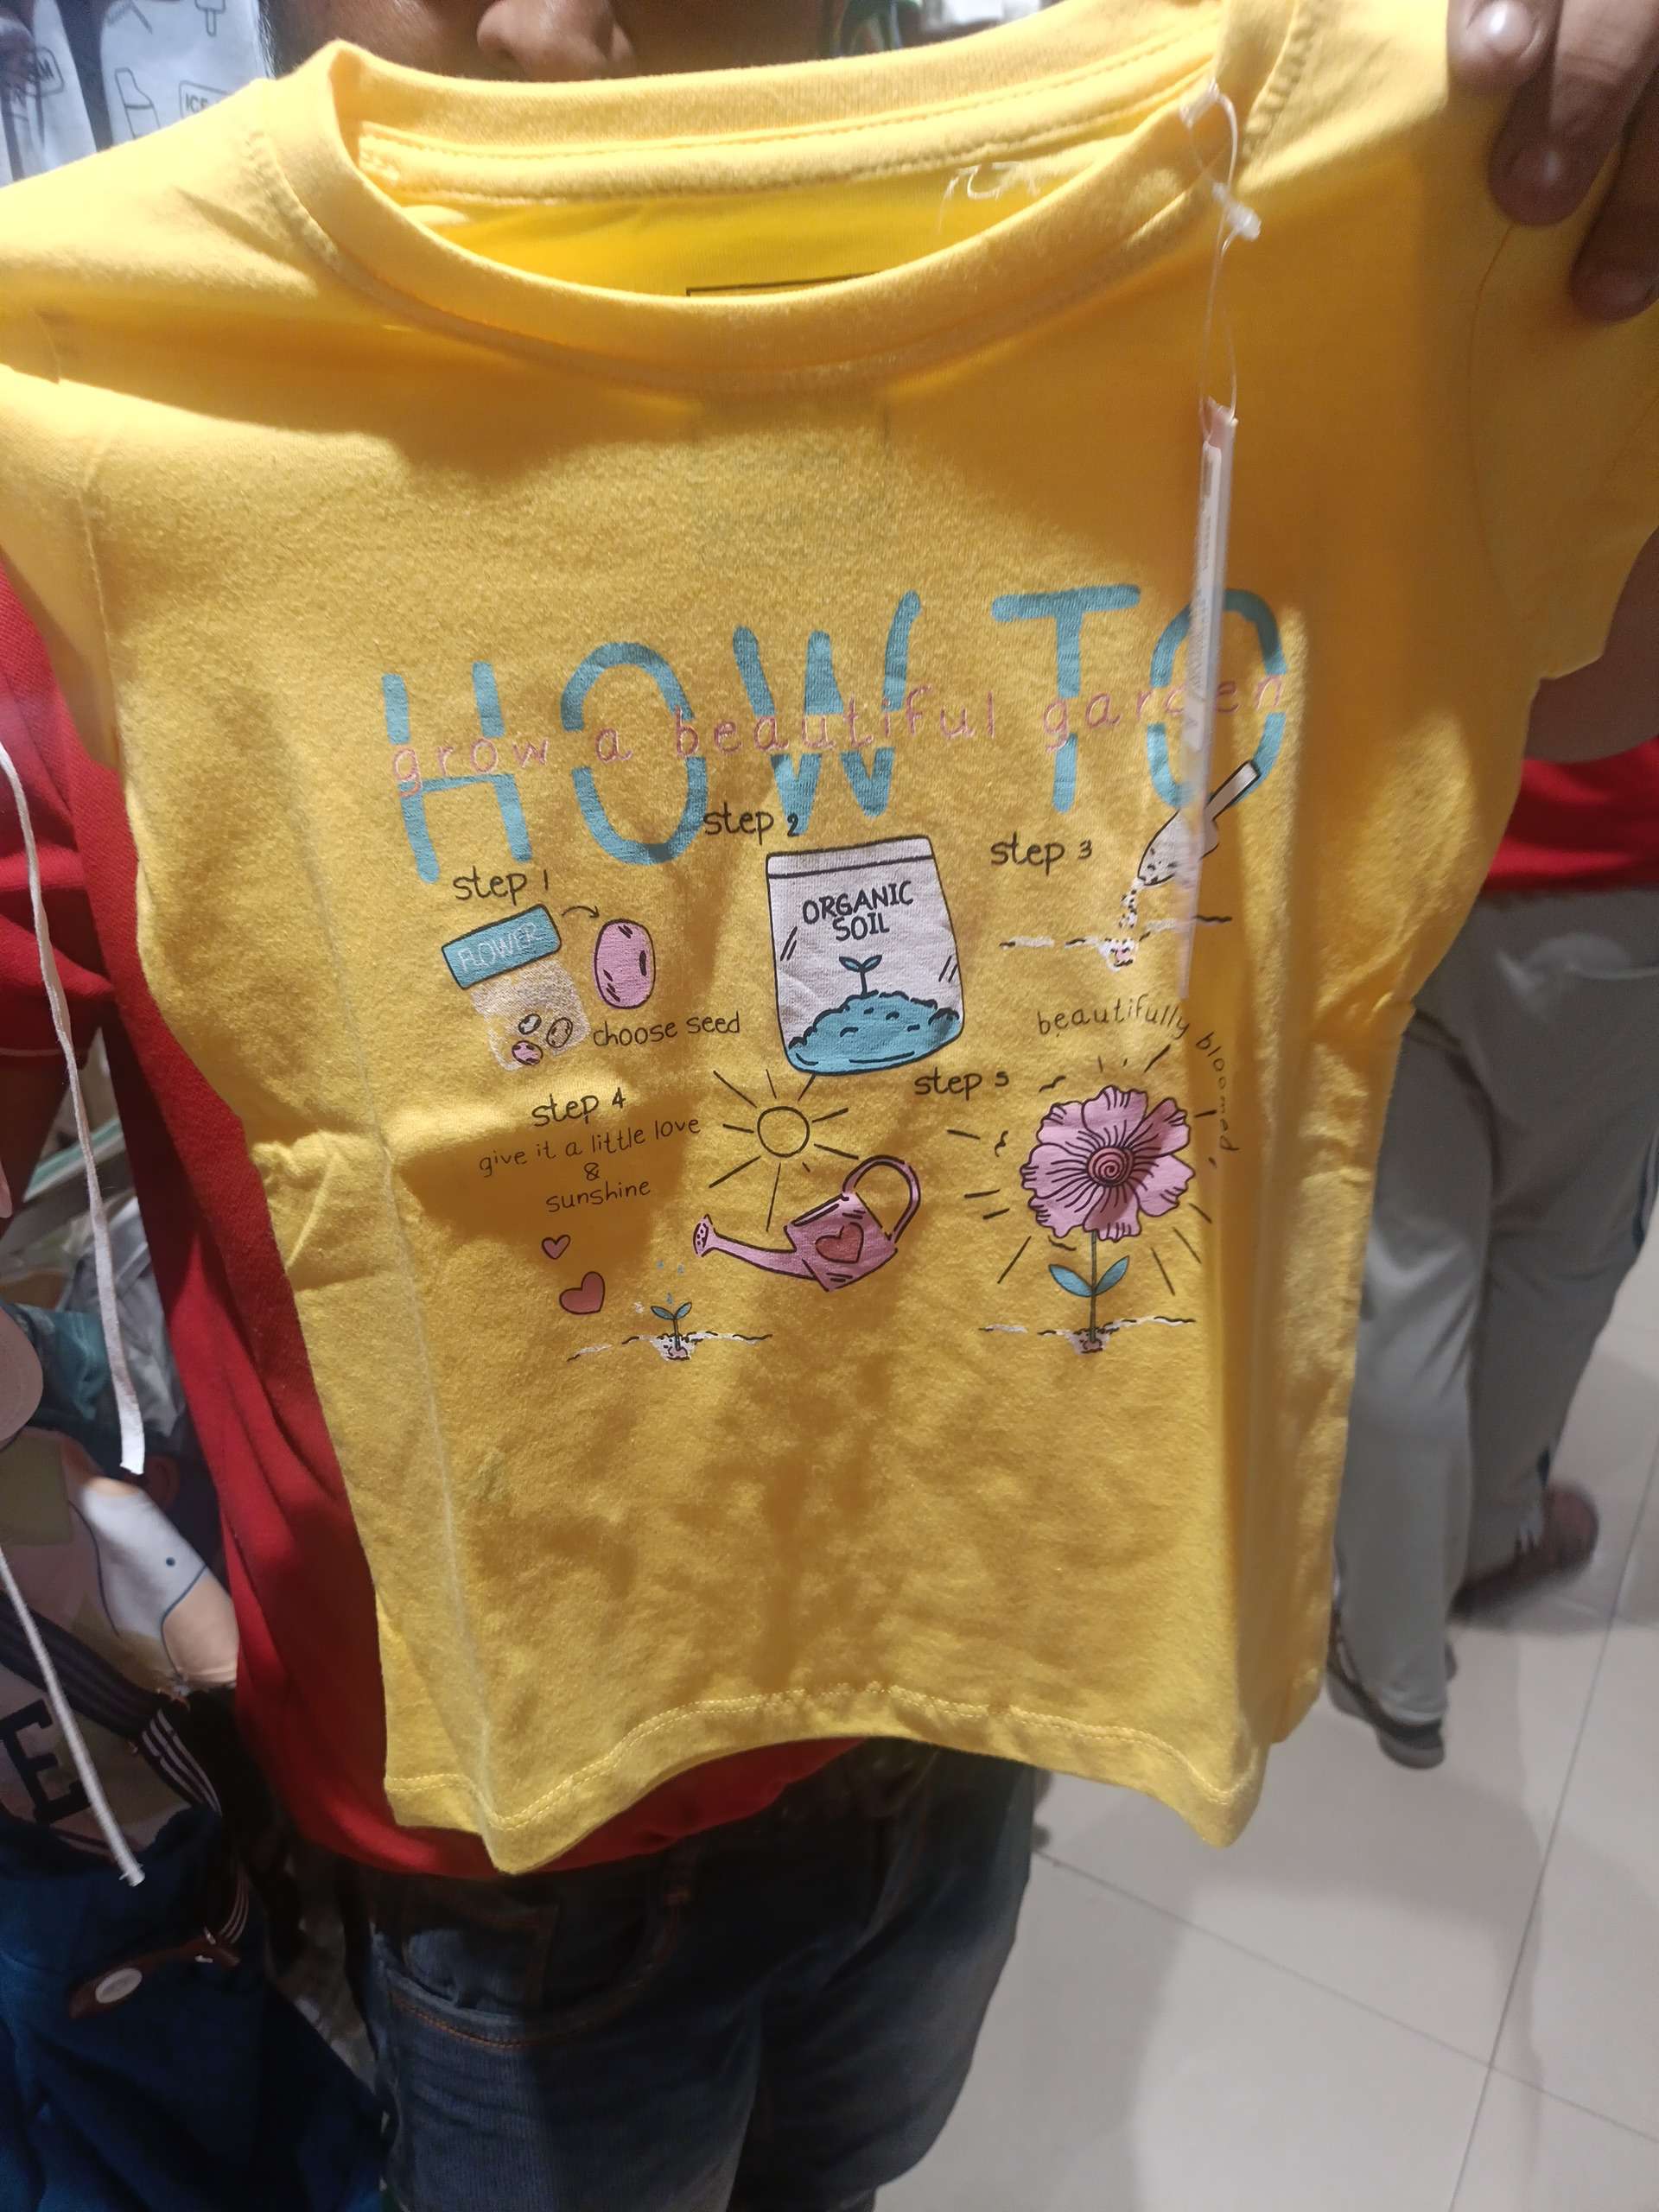 HOW TO
grow a beautiful garden
step 1
FLOWER
choose seed
step 2
ORGANIC
SOIL
step 3
step 4
give it a little love
&
sunshine
step 5
beautifully bloomed
E